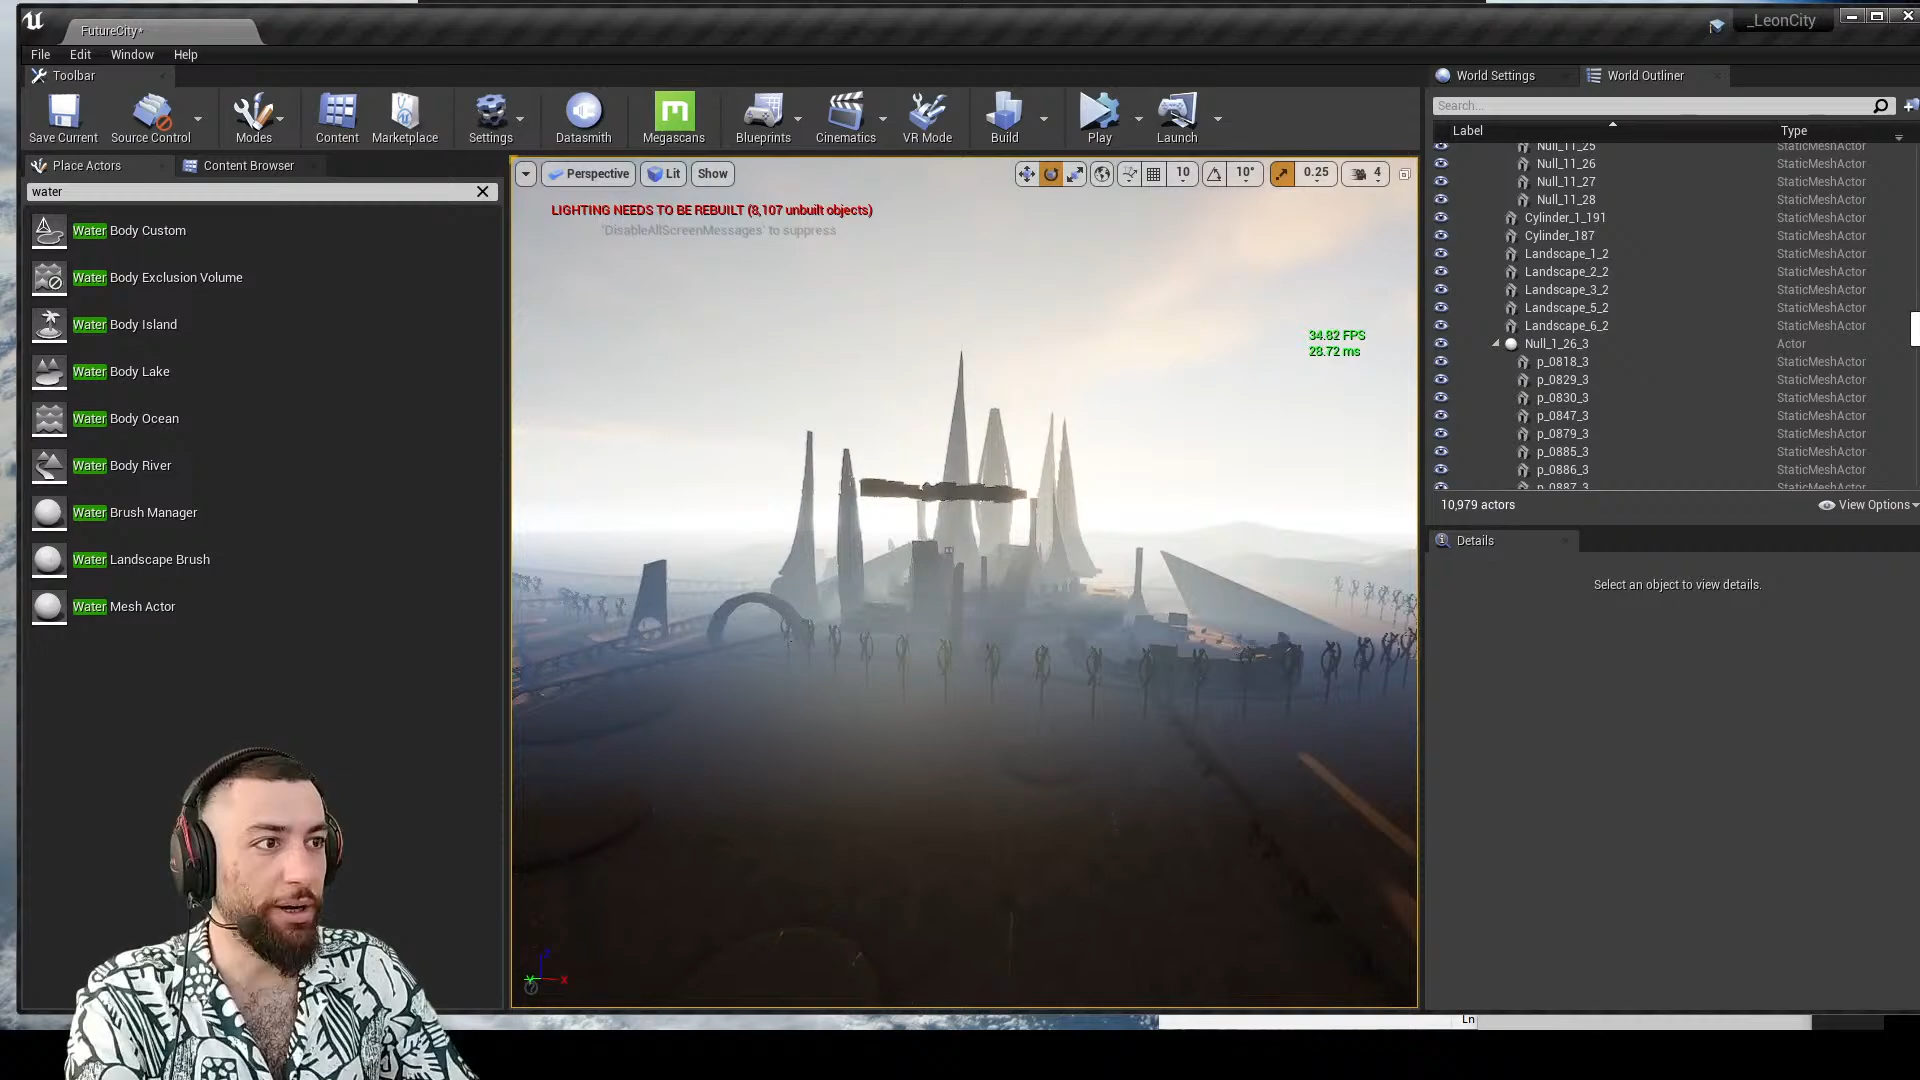 FutureCity*
_LeonCity
File Edit Window Help
Toolbar
World Settings
World Outliner
Save Current
Source Control
Modes
Content
Marketplace
Settings
Datasmith
Megascans
Blueprints
Cinematics
VR Mode
Build
Play
Launch
Search...
Label
Type
Place Actors
Content Browser
water
Water Body Custom
Water Body Exclusion Volume
Water Body Island
Water Body Lake
Water Body Ocean
Water Body River
Water Brush Manager
Water Landscape Brush
Water Mesh Actor
Perspective
Lit
Show
10
10°
0.25
4
LIGHTING NEEDS TO BE REBUILT (8,107 unbuilt objects)
'DisableAllScreenMessages' to suppress
34.82 FPS
28.72 ms
Z
Y
X
Null_11_25 StaticMeshActor
Null_11_26 StaticMeshActor
Null_11_27 StaticMeshActor
Null_11_28 StaticMeshActor
Cylinder_1_191 StaticMeshActor
Cylinder_187 StaticMeshActor
Landscape_1_2 StaticMeshActor
Landscape_2_2 StaticMeshActor
Landscape_3_2 StaticMeshActor
Landscape_5_2 StaticMeshActor
Landscape_6_2 StaticMeshActor
Null_1_26_3 Actor
p_0818_3 StaticMeshActor
p_0829_3 StaticMeshActor
p_0830_3 StaticMeshActor
p_0847_3 StaticMeshActor
p_0879_3 StaticMeshActor
p_0885_3 StaticMeshActor
p_0886_3 StaticMeshActor
p_0887_3 StaticMeshActor
10,979 actors
View Options
Details
Select an object to view details.
Ln